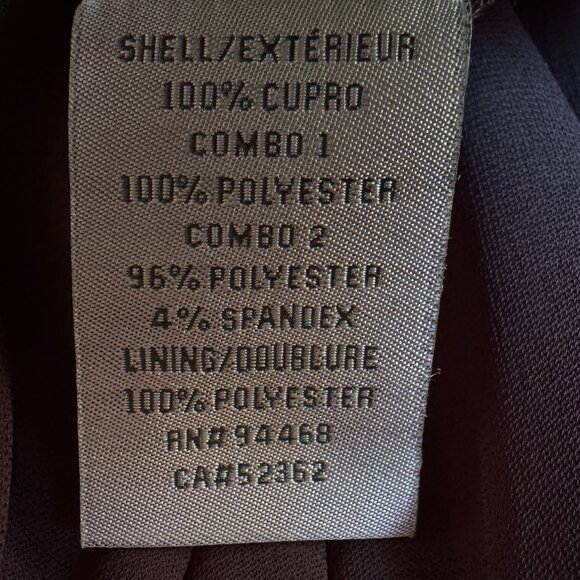 SHELL/EXTÉRIEUR
100% CUPRO
COMBO 1
100% POLYESTER
COMBO 2
96% POLYESTER
4% SPANDEX
LINING/DOUBLURE
100% POLYESTER
RN# 94468
CA#52362